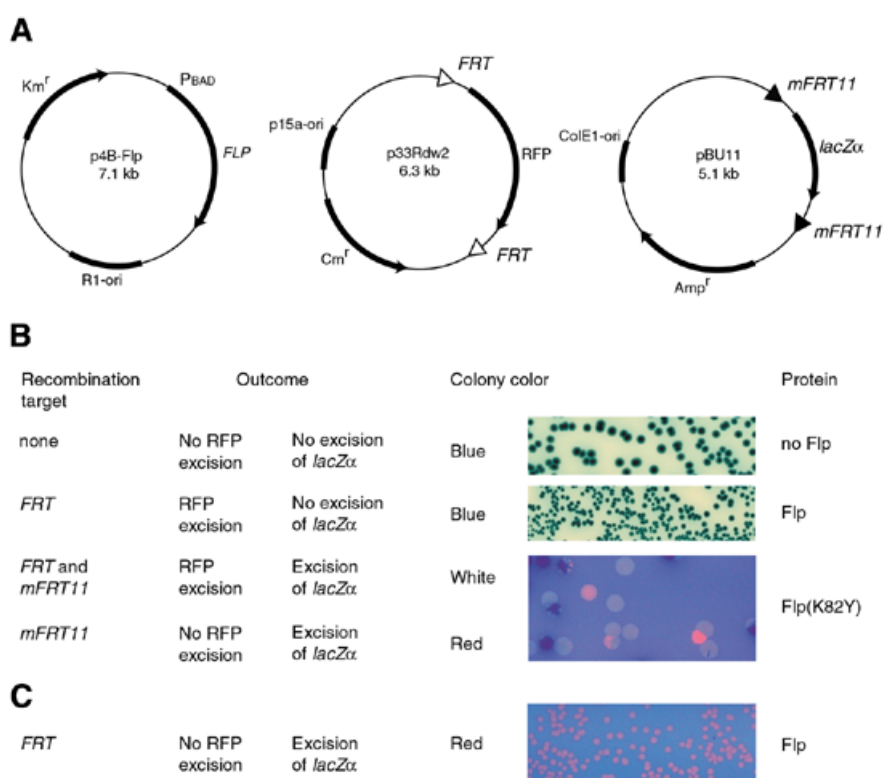 A
Kmr
PBAD
p4B-Flp
7.1 kb
FLP
R1-ori
FRT
p15a-ori
p33Rdw2
6.3 kb
RFP
Cmr
FRT
mFRT11
ColE1-ori
pBU11
5.1 kb
lacZα
mFRT11
Ampr
B
Recombination target Outcome Colony color Protein
none No RFP excision No excision of lacZα Blue no Flp
FRT RFP excision No excision of lacZα Blue Flp
FRT and mFRT11 RFP excision Excision of lacZα White Flp(K82Y)
mFRT11 No RFP excision Excision of lacZα Red
C
FRT No RFP excision Excision of lacZα Red Flp